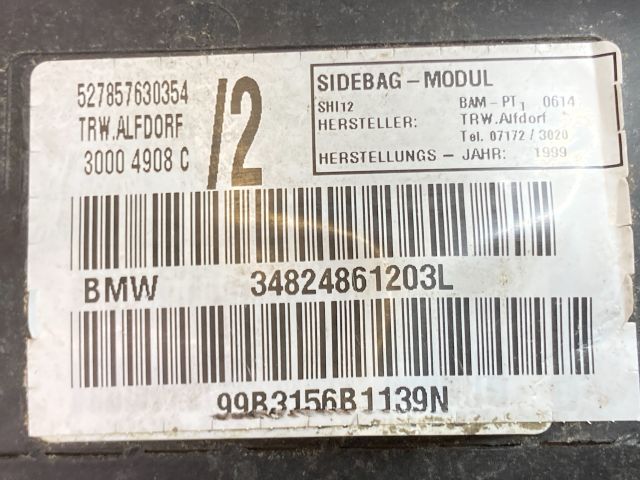 527857630354
TRW.ALFDORF
3000 4908 C
/2
SIDEBAG-MODUL
SHI12 BAM-PT1 0614
HERSTELLER: TRW.Alfdorf
Tel. 07172/3020
HERSTELLUNGS - JAHR: 1999
BMW 34824861203L
99B3156B1139N